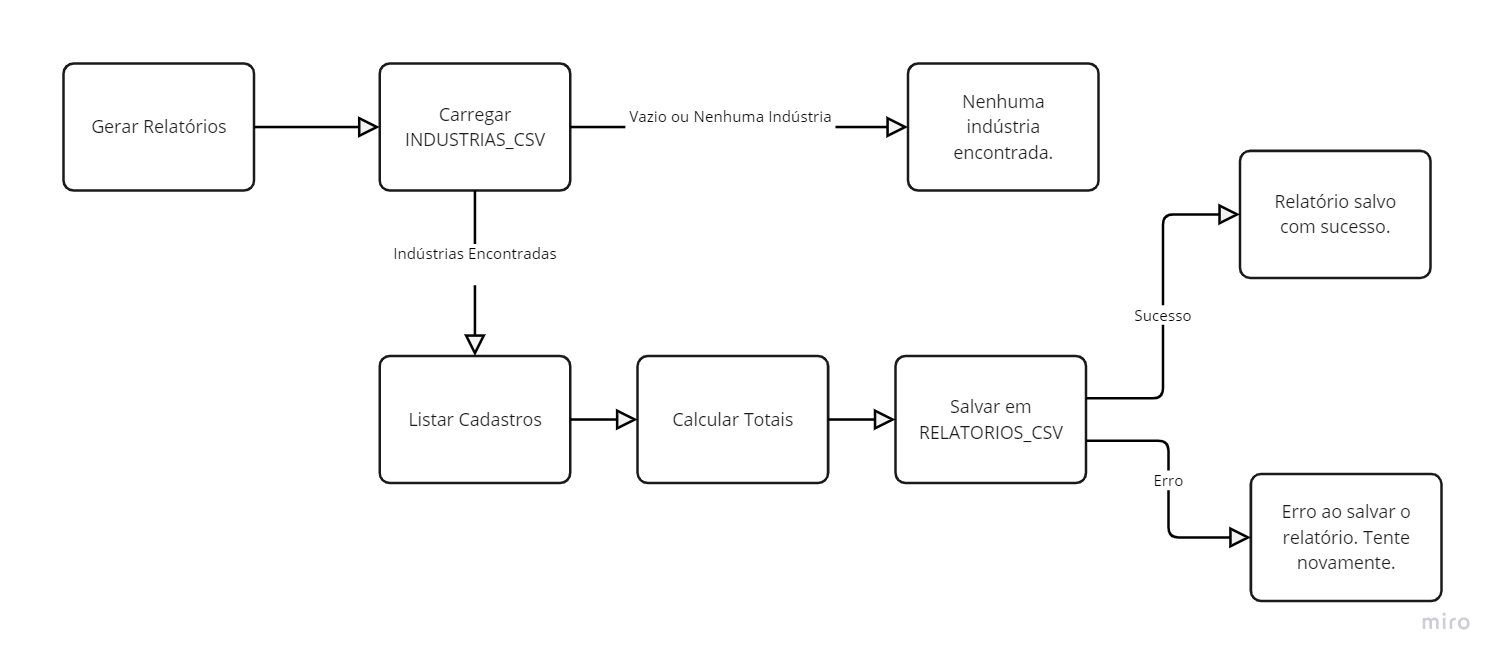 Gerar Relatórios
Carregar
INDUSTRIAS_CSV
Vazio ou Nenhuma Indústria
Nenhuma
indústria
encontrada.
Indústrias Encontradas
Listar Cadastros
Calcular Totais
Salvar em
RELATORIOS_CSV
Sucesso
Relatório salvo
com sucesso.
Erro
Erro ao salvar o
relatório. Tente
novamente.
miro